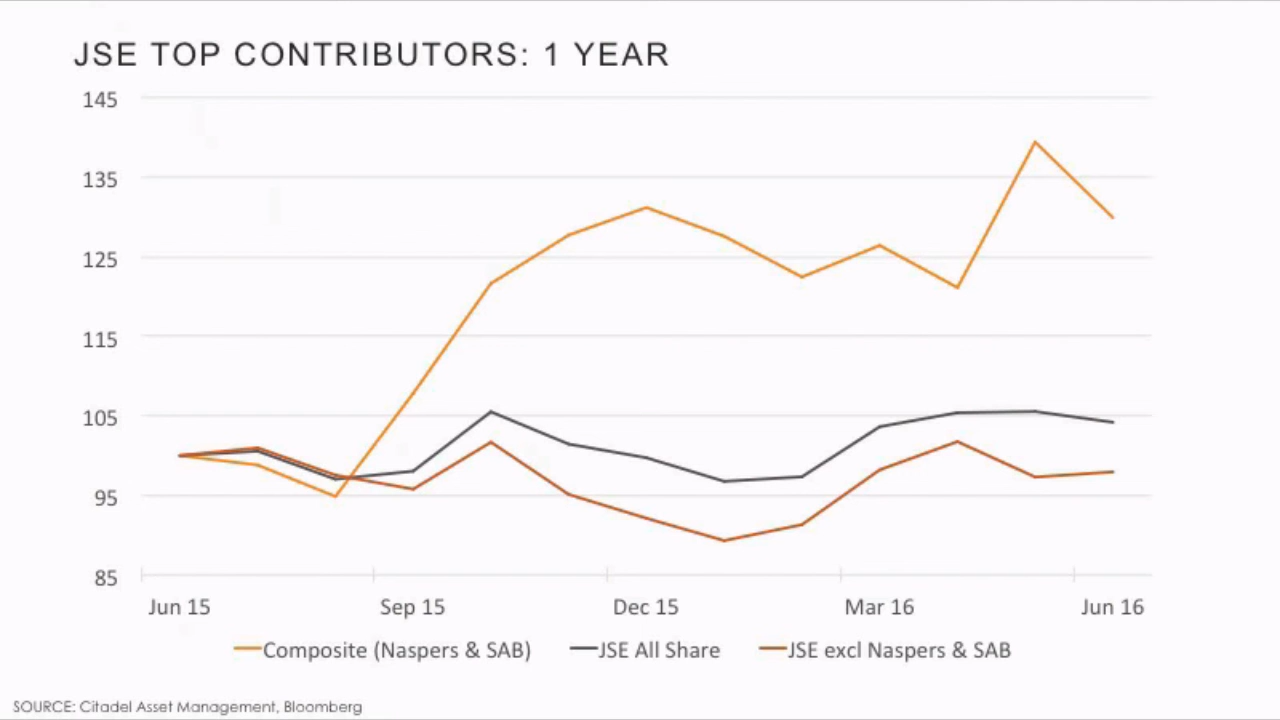 JSE TOP CONTRIBUTORS: 1 YEAR
145
135
125
115
105
95
85
Jun 15 Sep 15 Dec 15 Mar 16 Jun 16
Composite (Naspers & SAB) JSE All Share JSE excl Naspers & SAB
SOURCE: Citadel Asset Management, Bloomberg